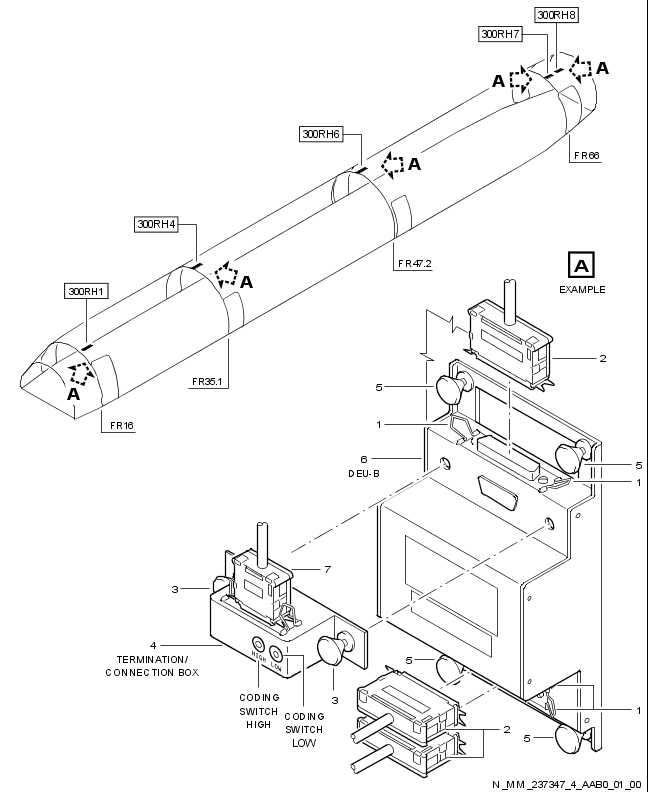 300RH8
300RH7
A
A
FR66
300RH6
A
FR47.2
300RH4
A
FR35.1
300RH1
A
FR16
A
EXAMPLE
2
5
1
6
DEU-B
5
1
7
3
4
TERMINATION/
CONNECTION BOX
HIGH LOW
3
CODING
SWITCH
HIGH
CODING
SWITCH
LOW
5
1
2
5
N_MM_237347_4_AAB0_01_00